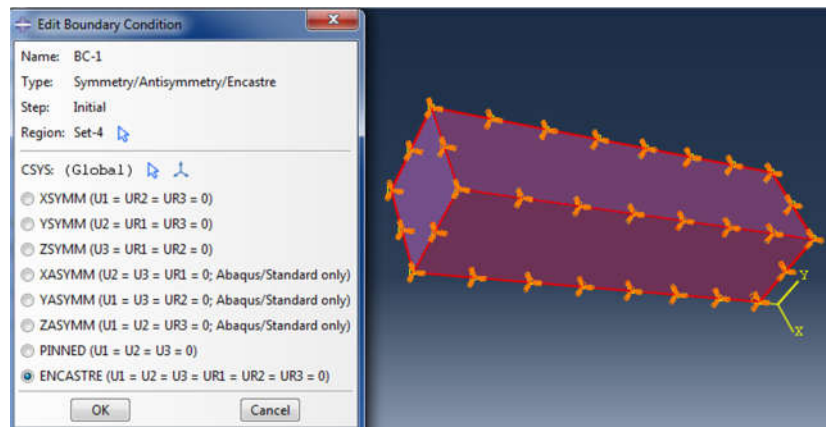 Edit Boundary Condition
Name: BC-1
Type: Symmetry/Antisymmetry/Encastre
Step: Initial
Region: Set-4
CSYS: (Global)
XSYMM (U1 = UR2 = UR3 = 0)
YSYMM (U2 = UR1 = UR3 = 0)
ZSYMM (U3 = UR1 = UR2 = 0)
XASYMM (U2 = U3 = UR1 = 0; Abaqus/Standard only)
YASYMM (U1 = U3 = UR2 = 0; Abaqus/Standard only)
ZASYMM (U1 = U2 = UR3 = 0; Abaqus/Standard only)
PINNED (U1 = U2 = U3 = 0)
ENCASTRE (U1 = U2 = U3 = UR1 = UR2 = UR3 = 0)
OK Cancel
Y
X